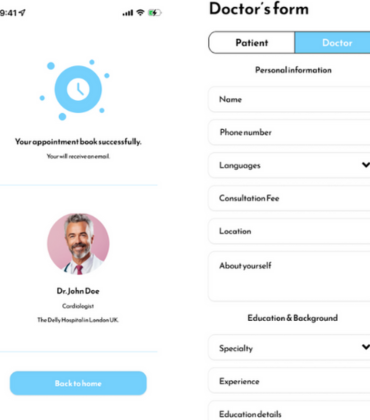 9:41
Your appointment book successfully.
Your will receive an email.
Dr.John Doe
Cardiologist
The Delly Hospital in London UK.
Back to home
Doctor's form
Patient
Doctor
Personal information
Name
Phone number
Languages
Consultation Fee
Location
About yourself
Education & Background
Specialty
Experience
Education details